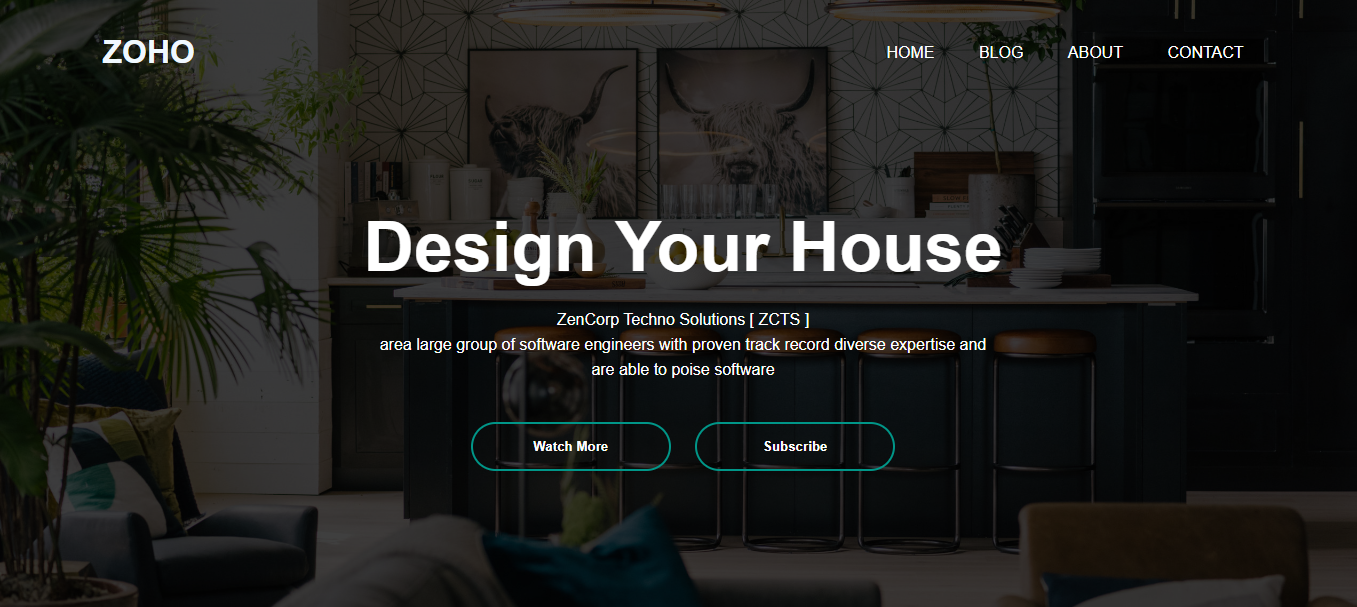 ZOHO
HOME BLOG ABOUT CONTACT
Design Your House
ZenCorp Techno Solutions [ ZCTS ]
area large group of software engineers with proven track record diverse expertise and
are able to poise software
Watch More Subscribe